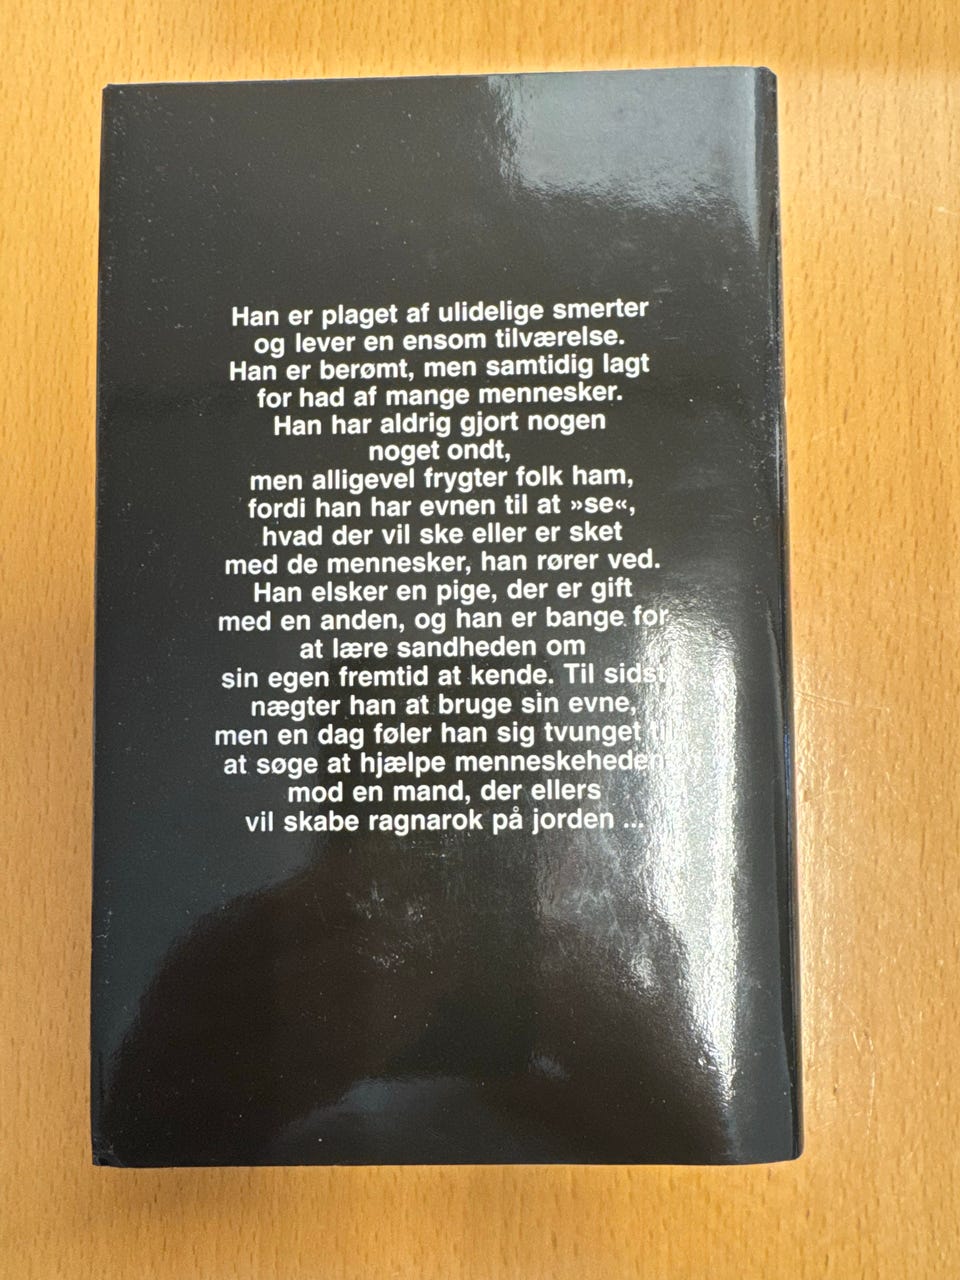 Han er plaget af ulidelige smerter
og lever en ensom tilværelse.
Han er berømt, men samtidig lagt
for had af mange mennesker.
Han har aldrig gjort nogen
noget ondt,
men alligevel frygter folk ham,
fordi han har evnen til at »se«,
hvad der vil ske eller er sket
med de mennesker, han rører ved.
Han elsker en pige, der er gift
med en anden, og han er bange for
at lære sandheden om
sin egen fremtid at kende. Til sidst
nægter han at bruge sin evne,
men en dag føler han sig tvunget til
at søge at hjælpe menneskeheden
mod en mand, der ellers
vil skabe ragnarok på jorden ...